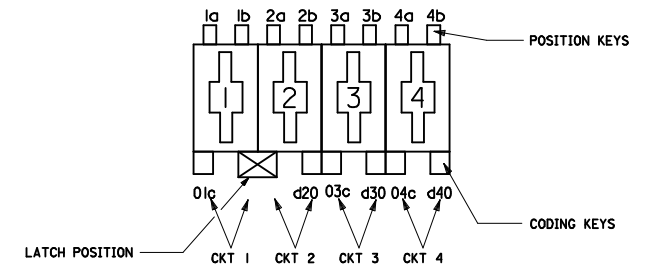 1a 1b 2a 2b 3a 3b 4a 4b
POSITION KEYS
1 2 3 4
01c d20 03c d30 04c d40
CODING KEYS
LATCH POSITION
CKT 1 CKT 2 CKT 3 CKT 4